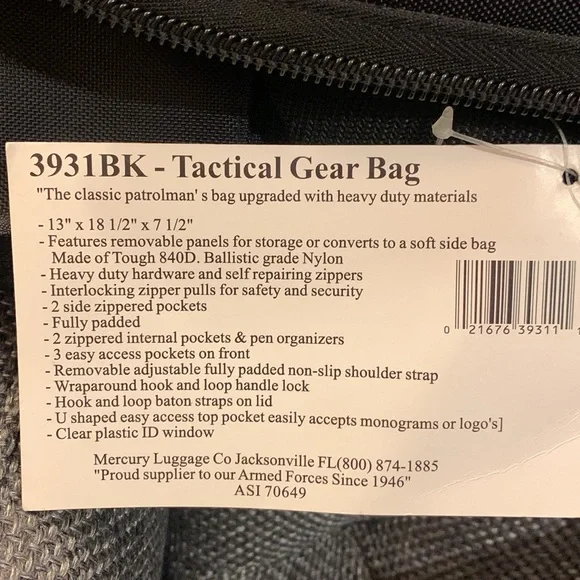 3931BK - Tactical Gear Bag
"The classic patrolman's bag upgraded with heavy duty materials
- 13" x 18 1/2" x 7 1/2"
- Features removable panels for storage or converts to a soft side bag
Made of Tough 840D. Ballistic grade Nylon
- Heavy duty hardware and self repairing zippers
- Interlocking zipper pulls for safety and security
- 2 side zippered pockets
- Fully padded
- 2 zippered internal pockets & pen organizers
- 3 easy access pockets on front
- Removable adjustable fully padded non-slip shoulder strap
- Wraparound hook and loop handle lock
- Hook and loop baton straps on lid
- U shaped easy access top pocket easily accepts monograms or logo's]
- Clear plastic ID window
0 21676 39311 1
Mercury Luggage Co Jacksonville FL(800) 874-1885
"Proud supplier to our Armed Forces Since 1946"
ASI 70649